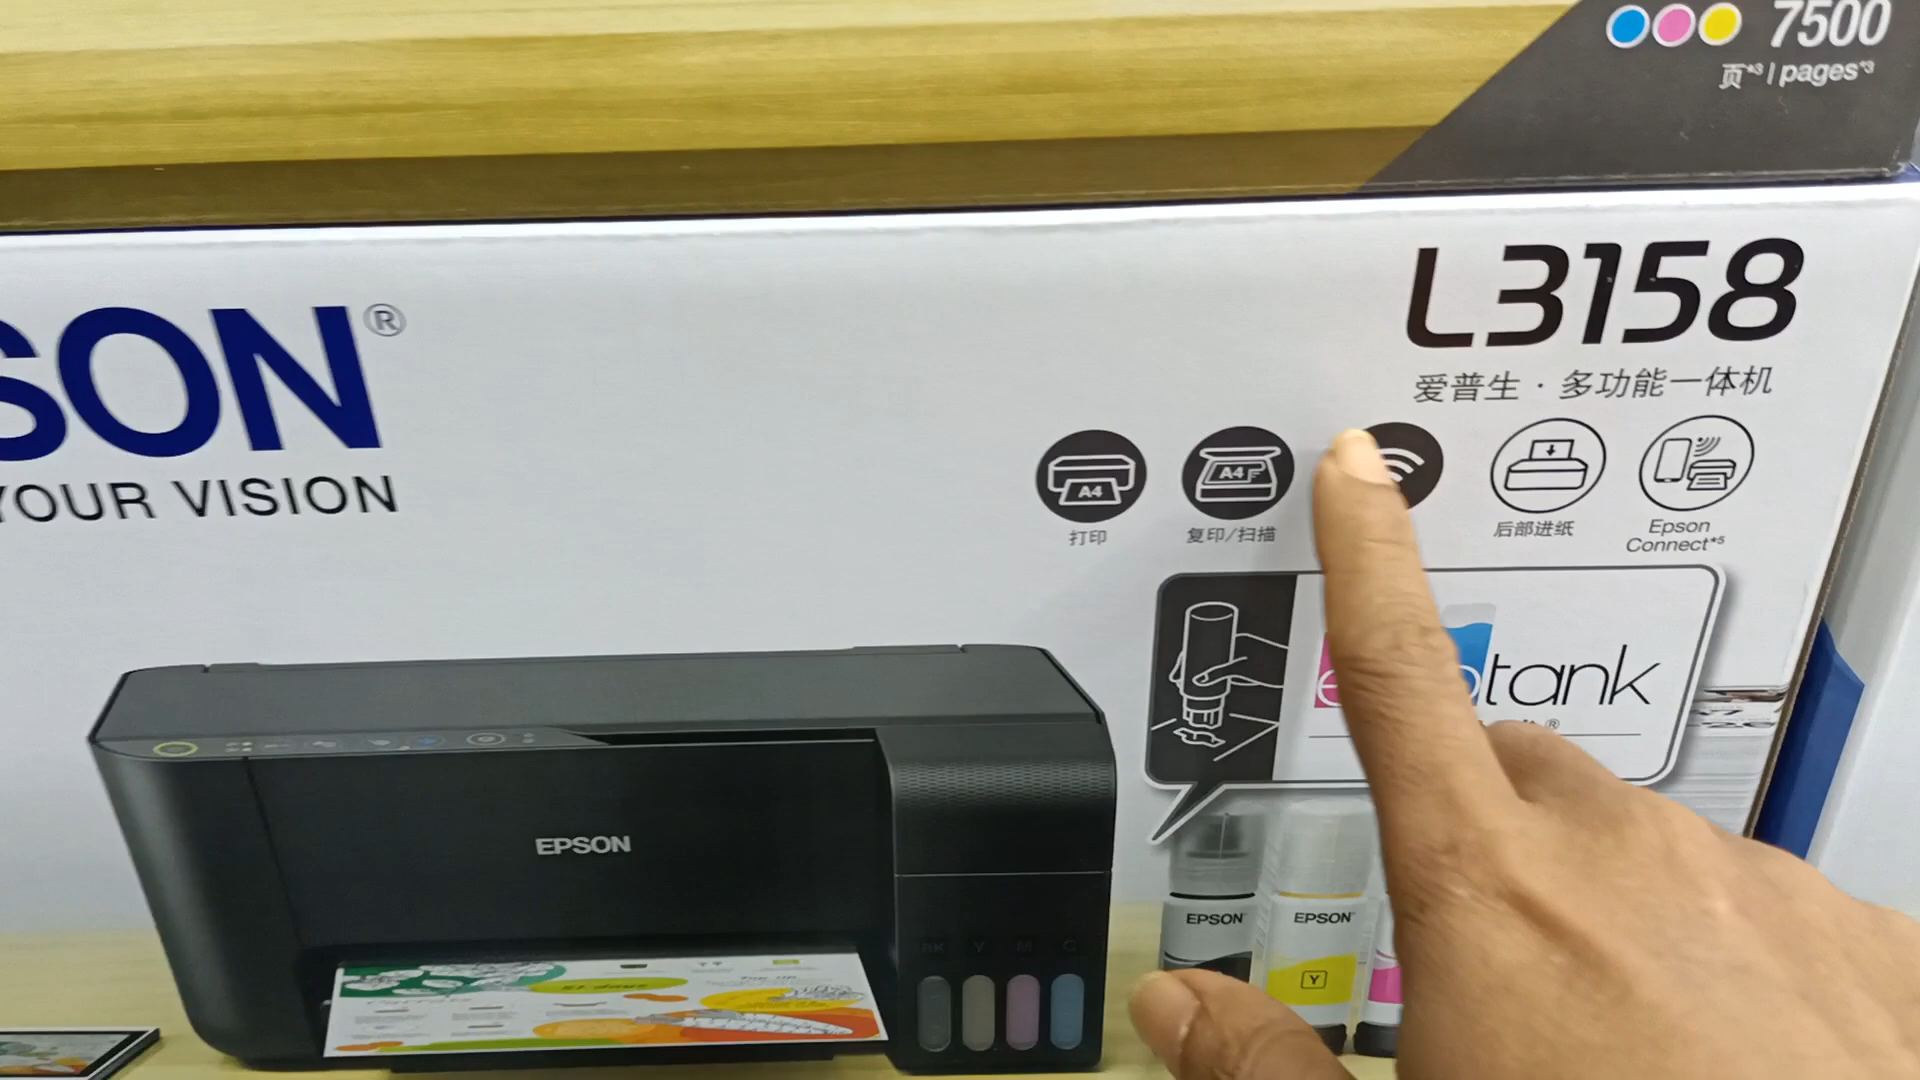 7500
页*3 | pages*3
L3158
爱普生 · 多功能一体机
SON®
YOUR VISION
A4
A4
打印
复印/扫描
后部进纸
Epson
Connect*5
tank
®
EPSON
BK Y M C
EPSON
EPSON
Y